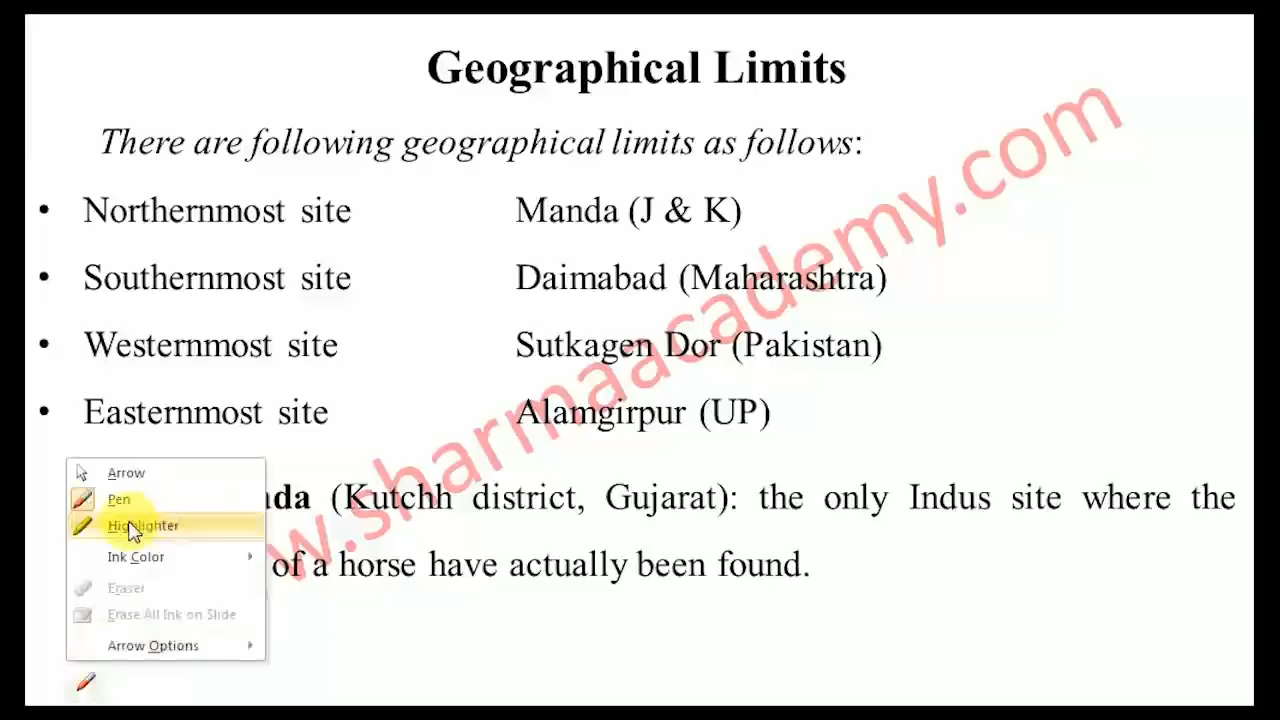 Geographical Limits
There are following geographical limits as follows:
• Northernmost site Manda (J & K)
• Southernmost site Daimabad (Maharashtra)
• Westernmost site Sutkagen Dor (Pakistan)
• Easternmost site Alamgirpur (UP)
ada (Kutchh district, Gujarat): the only Indus site where the
of a horse have actually been found.
Arrow
Pen
Highlighter
Ink Color
Eraser
Erase All Ink on Slide
Arrow Options
w.sharmaacademy.com